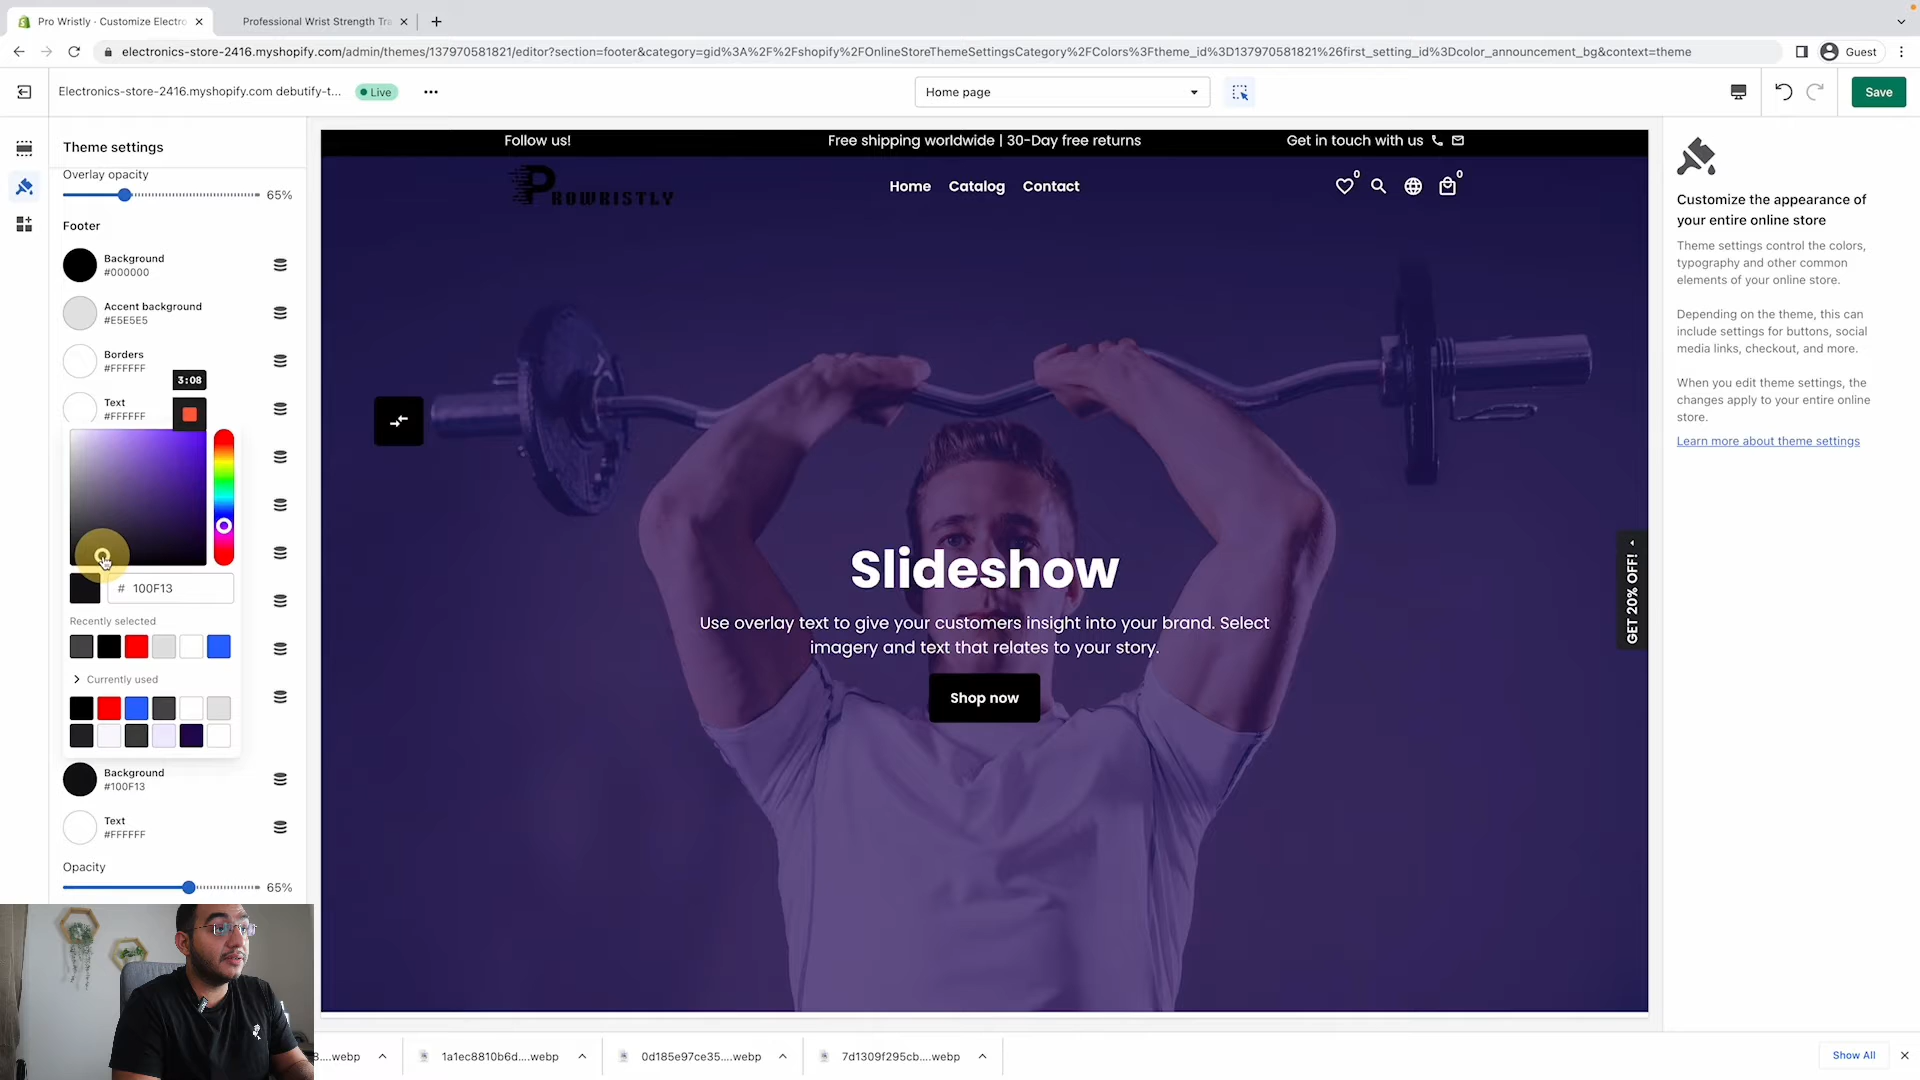 Pro Wristly · Customize Electro
Professional Wrist Strength Tra
electronics-store-2416.myshopify.com/admin/themes/137970581821/editor?section=footer&category=gid%3A%2F%2Fshopify%2FOnlineStoreThemeSettingsCategory%2FColors%3Ftheme_id%3D137970581821%26first_setting_id%3Dcolor_announcement_bg&context=theme
Guest
Electronics-store-2416.myshopify.com debutify-t...
Live
Home page
Save
Theme settings
Overlay opacity
65%
Footer
Background
#000000
Accent background
#E5E5E5
Borders
#FFFFFF
3:08
Text
#FFFFFF
# 100F13
Recently selected
Currently used
Background
#100F13
Text
#FFFFFF
Opacity
65%
Follow us!
Free shipping worldwide | 30-Day free returns
Get in touch with us
PROWRISTLY
Home
Catalog
Contact
0
0
Slideshow
Use overlay text to give your customers insight into your brand. Select
imagery and text that relates to your story.
Shop now
GET 20% OFF!
Customize the appearance of
your entire online store
Theme settings control the colors,
typography and other common
elements of your online store.
Depending on the theme, this can
include settings for buttons, social
media links, checkout, and more.
When you edit theme settings, the
changes apply to your entire online
store.
Learn more about theme settings
3....webp
1a1ec8810b6d....webp
0d185e97ce35....webp
7d1309f295cb....webp
Show All